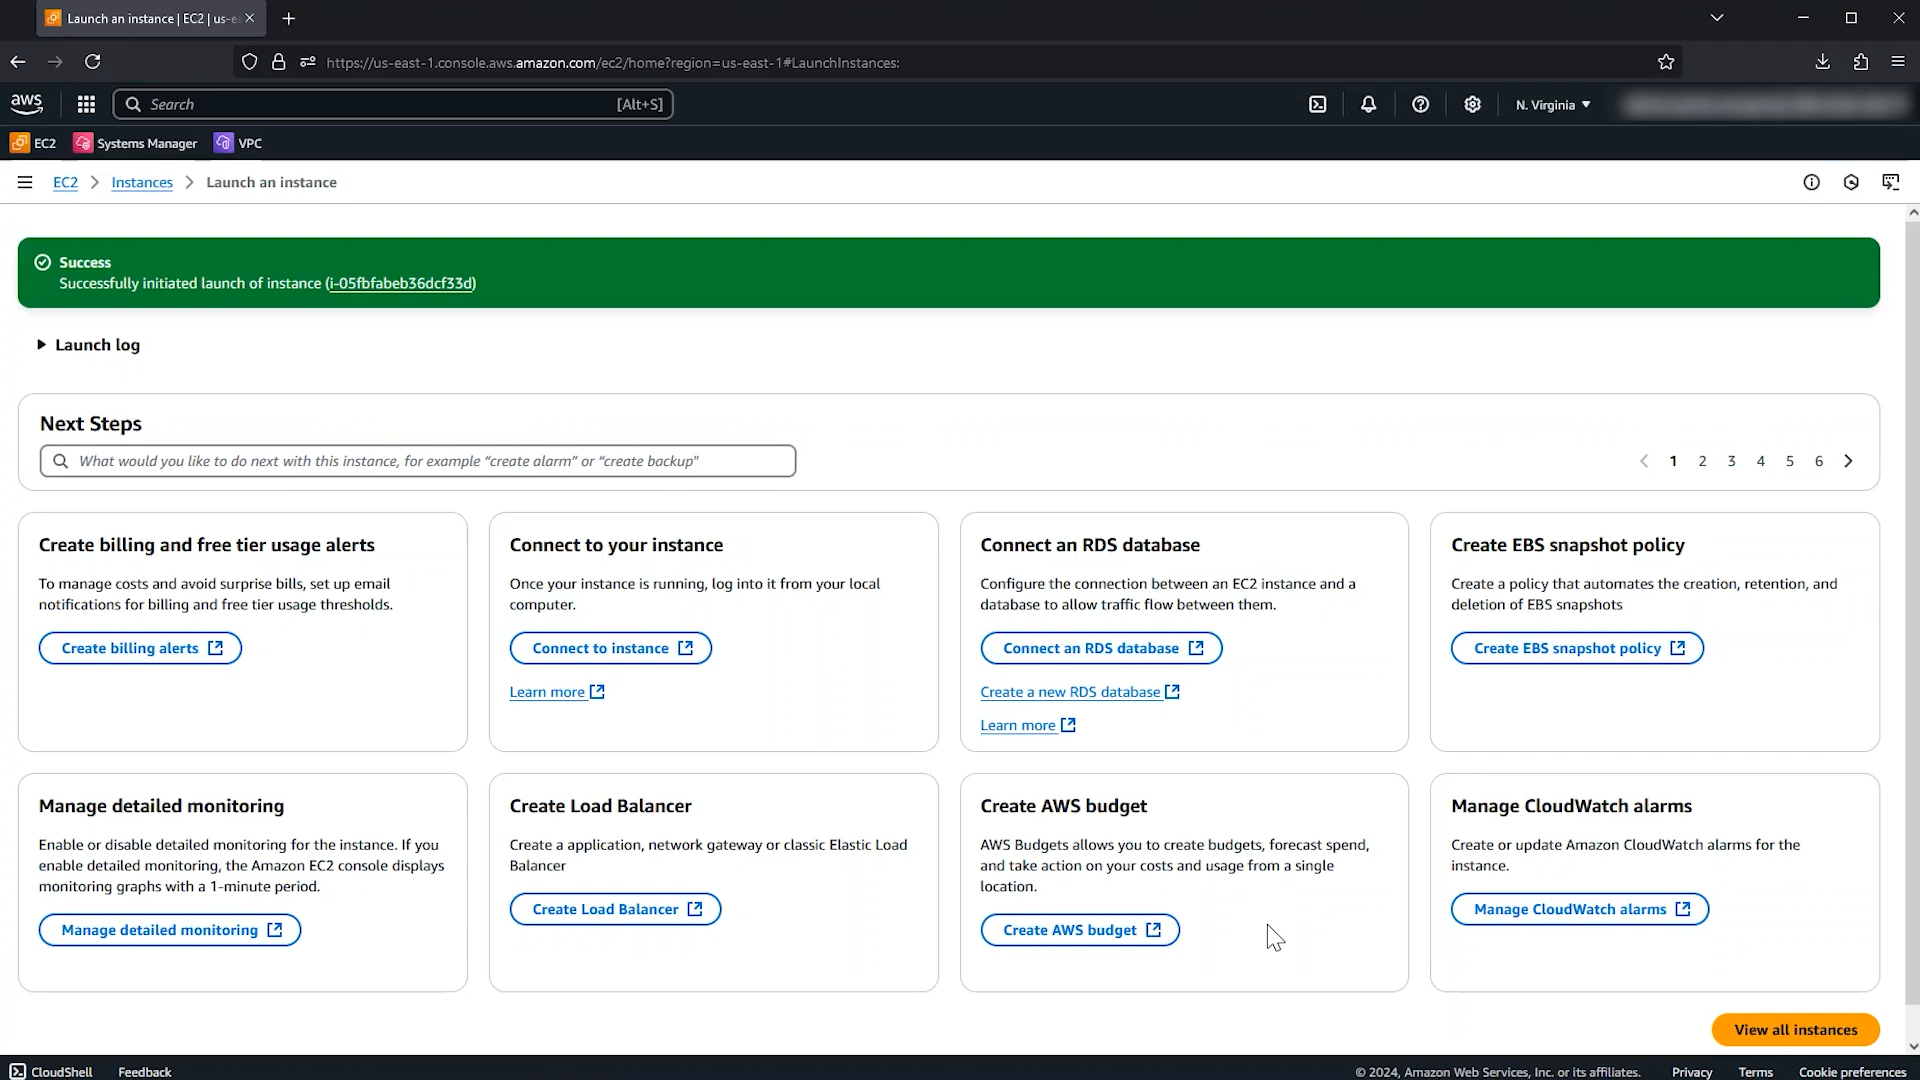 Launch an instance | EC2 | us-ea
https://us-east-1.console.aws.amazon.com/ec2/home?region=us-east-1#LaunchInstances:
aws
Search
[Alt+S]
N. Virginia
EC2
Systems Manager
VPC
EC2 > Instances > Launch an instance
Success
Successfully initiated launch of instance (i-05fbfabeb36dcf33d)
Launch log
Next Steps
What would you like to do next with this instance, for example “create alarm” or “create backup”
1 2 3 4 5 6
Create billing and free tier usage alerts
To manage costs and avoid surprise bills, set up email
notifications for billing and free tier usage thresholds.
Create billing alerts
Connect to your instance
Once your instance is running, log into it from your local
computer.
Connect to instance
Learn more
Connect an RDS database
Configure the connection between an EC2 instance and a
database to allow traffic flow between them.
Connect an RDS database
Create a new RDS database
Learn more
Create EBS snapshot policy
Create a policy that automates the creation, retention, and
deletion of EBS snapshots
Create EBS snapshot policy
Manage detailed monitoring
Enable or disable detailed monitoring for the instance. If you
enable detailed monitoring, the Amazon EC2 console displays
monitoring graphs with a 1-minute period.
Manage detailed monitoring
Create Load Balancer
Create a application, network gateway or classic Elastic Load
Balancer
Create Load Balancer
Create AWS budget
AWS Budgets allows you to create budgets, forecast spend,
and take action on your costs and usage from a single
location.
Create AWS budget
Manage CloudWatch alarms
Create or update Amazon CloudWatch alarms for the
instance.
Manage CloudWatch alarms
View all instances
CloudShell
Feedback
© 2024, Amazon Web Services, Inc. or its affiliates.
Privacy
Terms
Cookie preferences